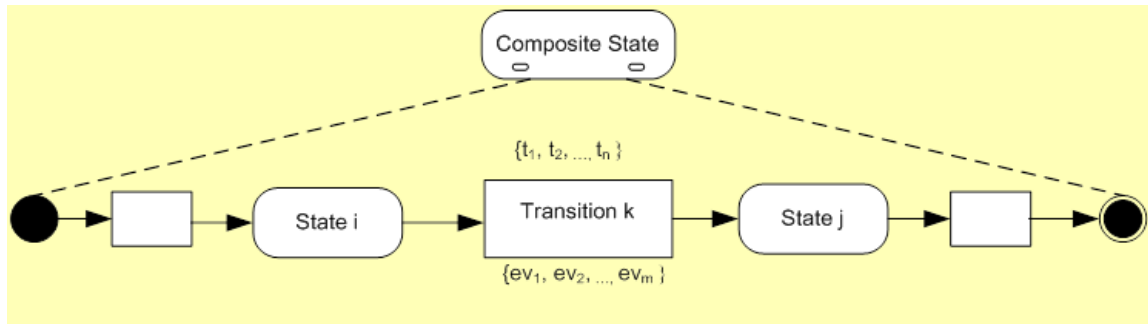 Composite State
{t₁, t₂, ..., tₙ }
State i
Transition k
State j
{ev₁, ev₂, ..., evₘ }